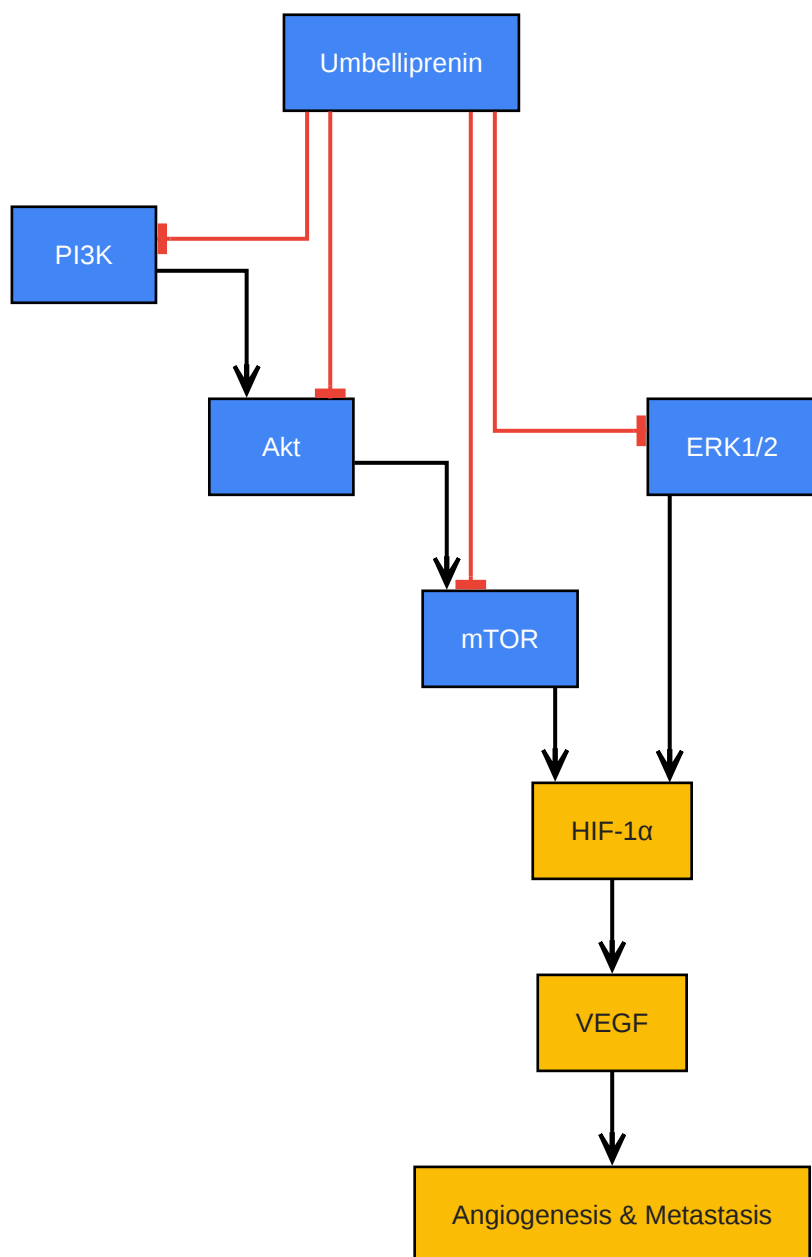 Umbelliprenin
PI3K
Akt
ERK1/2
mTOR
HIF-1α
VEGF
Angiogenesis & Metastasis